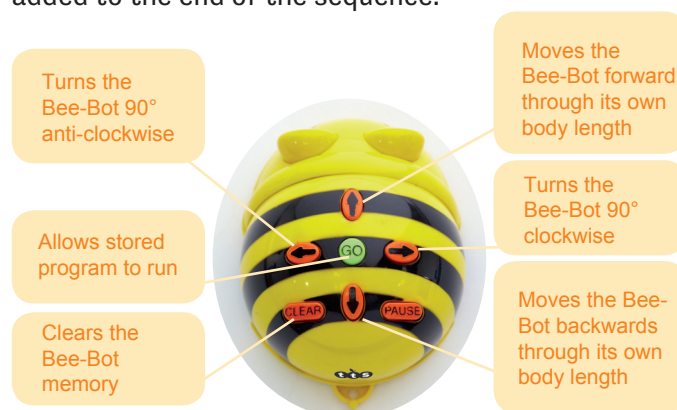 added to the end of the sequence.
Turns the
Bee-Bot 90°
anti-clockwise
Moves the
Bee-Bot forward
through its own
body length
Allows stored
program to run
Turns the
Bee-Bot 90°
clockwise
Clears the
Bee-Bot
memory
Moves the Bee-
Bot backwards
through its own
body length
GO
CLEAR
PAUSE
tts